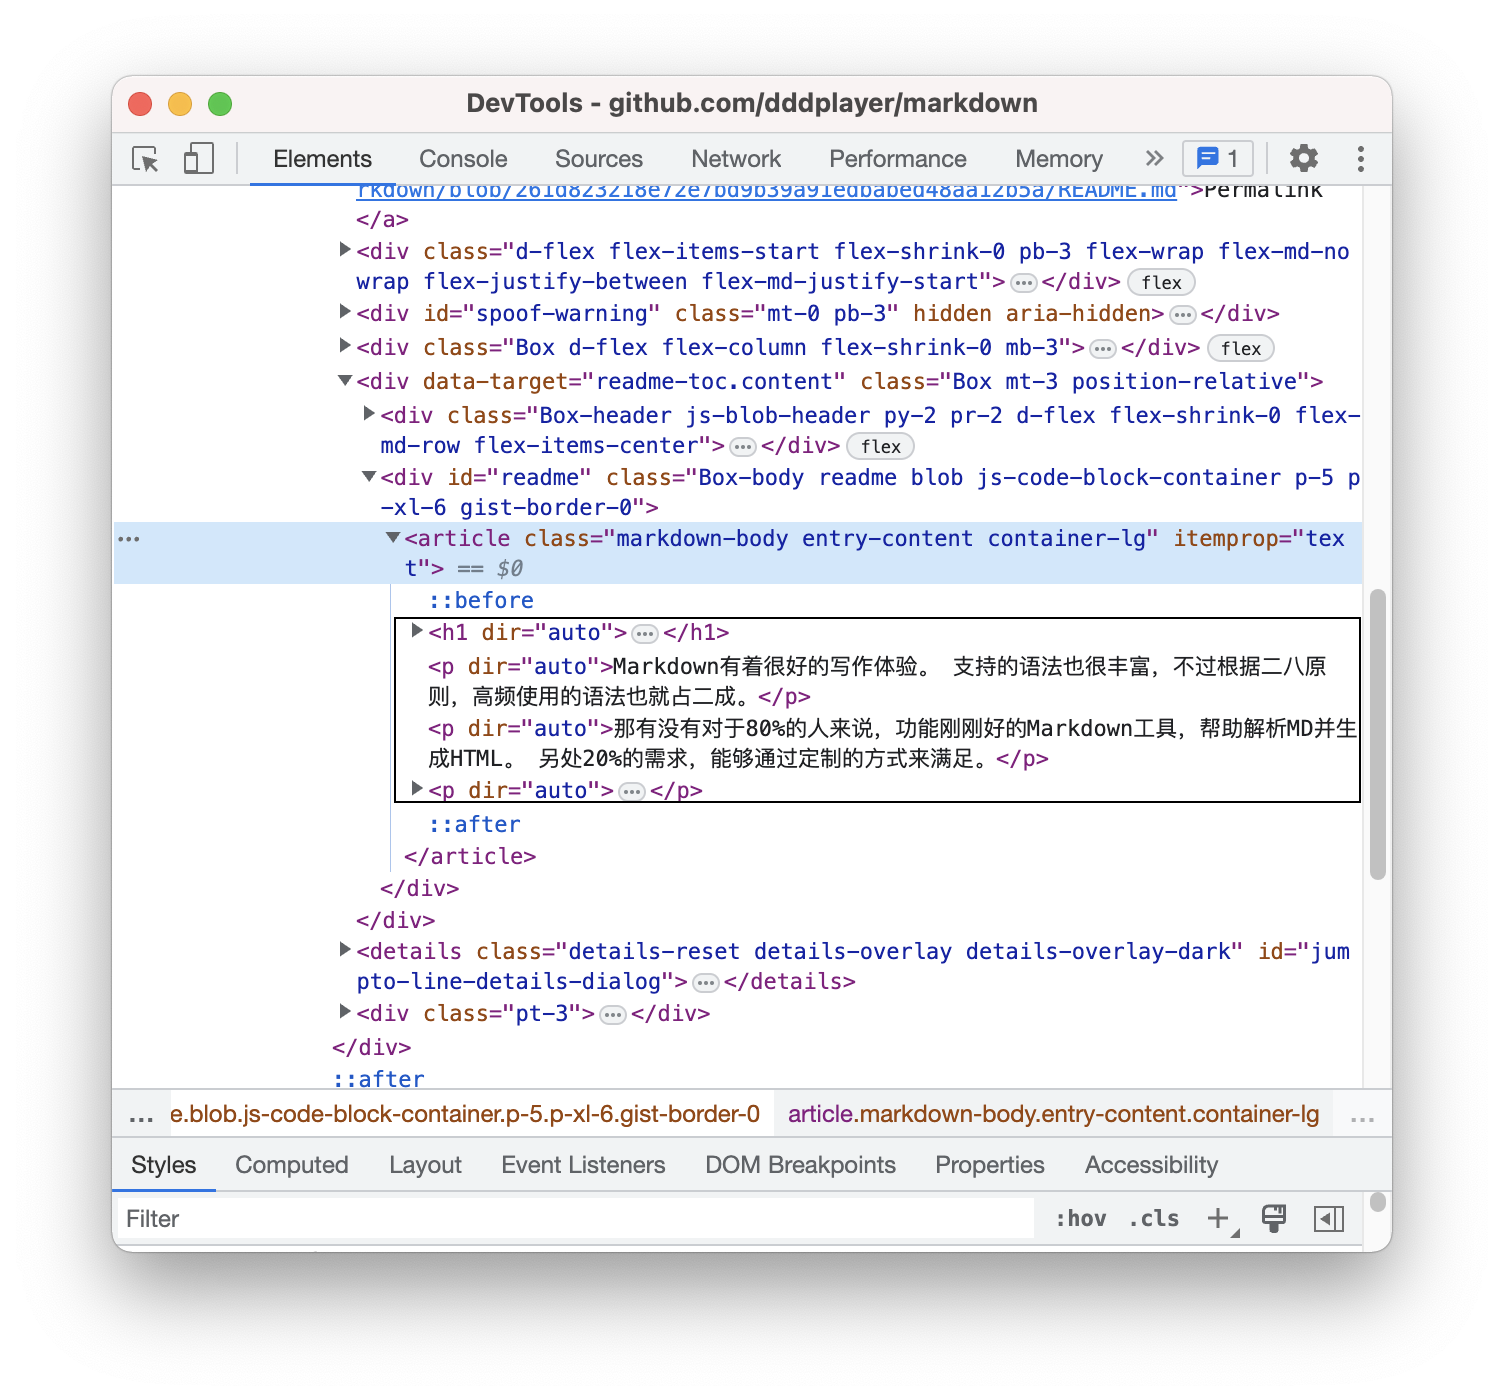 DevTools - github.com/dddplayer/markdown
Elements Console Sources Network Performance Memory 1
rkdown/blob/261d823218e72e7bd9b39a91edbabed48aa12b5a/README.md">Permalink
</a>
<div class="d-flex flex-items-start flex-shrink-0 pb-3 flex-wrap flex-md-no
wrap flex-justify-between flex-md-justify-start">…</div> flex
<div id="spoof-warning" class="mt-0 pb-3" hidden aria-hidden>…</div>
<div class="Box d-flex flex-column flex-shrink-0 mb-3">…</div> flex
<div data-target="readme-toc.content" class="Box mt-3 position-relative">
<div class="Box-header js-blob-header py-2 pr-2 d-flex flex-shrink-0 flex-
md-row flex-items-center">…</div> flex
<div id="readme" class="Box-body readme blob js-code-block-container p-5 p
-xl-6 gist-border-0">
… <article class="markdown-body entry-content container-lg" itemprop="tex
t"> == $0
::before
<h1 dir="auto">…</h1>
<p dir="auto">Markdown有着很好的写作体验。 支持的语法也很丰富，不过根据二八原
则，高频使用的语法也就占二成。</p>
<p dir="auto">那有没有对于80%的人来说，功能刚刚好的Markdown工具，帮助解析MD并生
成HTML。 另处20%的需求，能够通过定制的方式来满足。</p>
<p dir="auto">…</p>
::after
</article>
</div>
</div>
<details class="details-reset details-overlay details-overlay-dark" id="jum
pto-line-details-dialog">…</details>
<div class="pt-3">…</div>
</div>
::after
… e.blob.js-code-block-container.p-5.p-xl-6.gist-border-0 article.markdown-body.entry-content.container-lg …
Styles Computed Layout Event Listeners DOM Breakpoints Properties Accessibility
Filter :hov .cls +